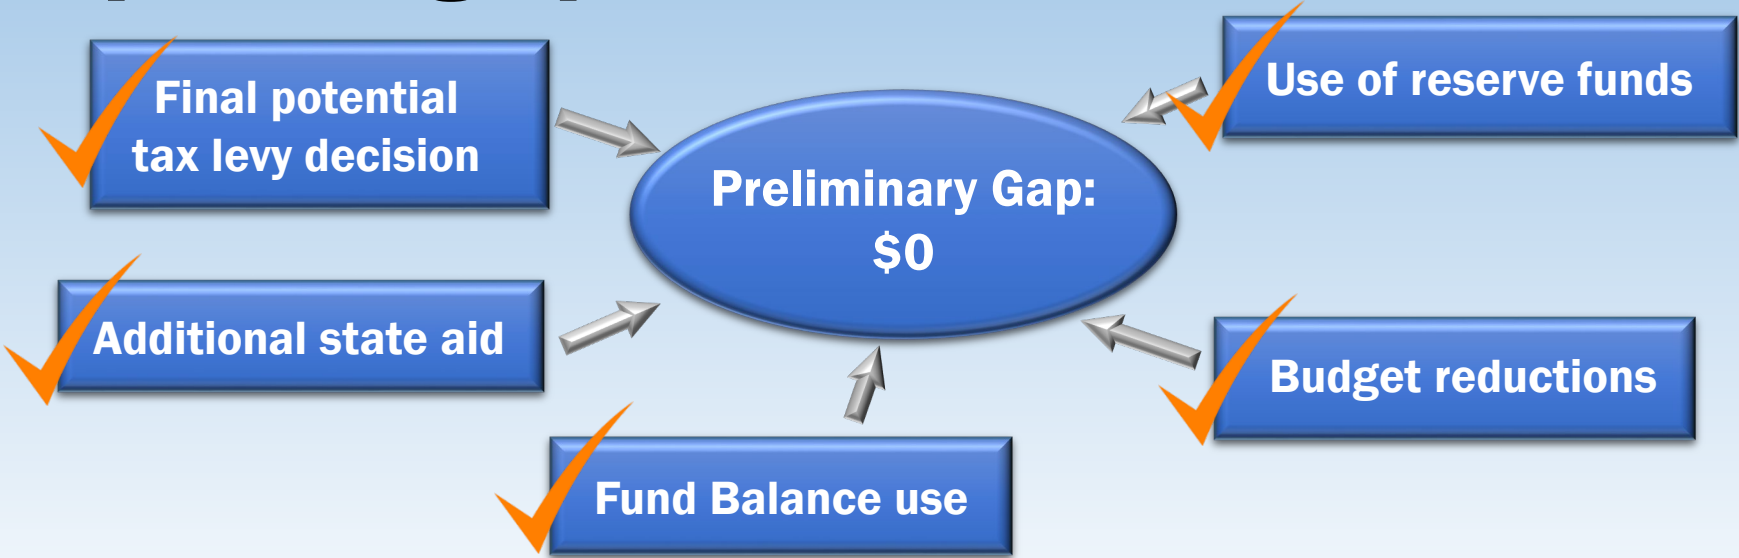 Final potential
tax levy decision
Use of reserve funds
Preliminary Gap:
$0
Additional state aid
Budget reductions
Fund Balance use